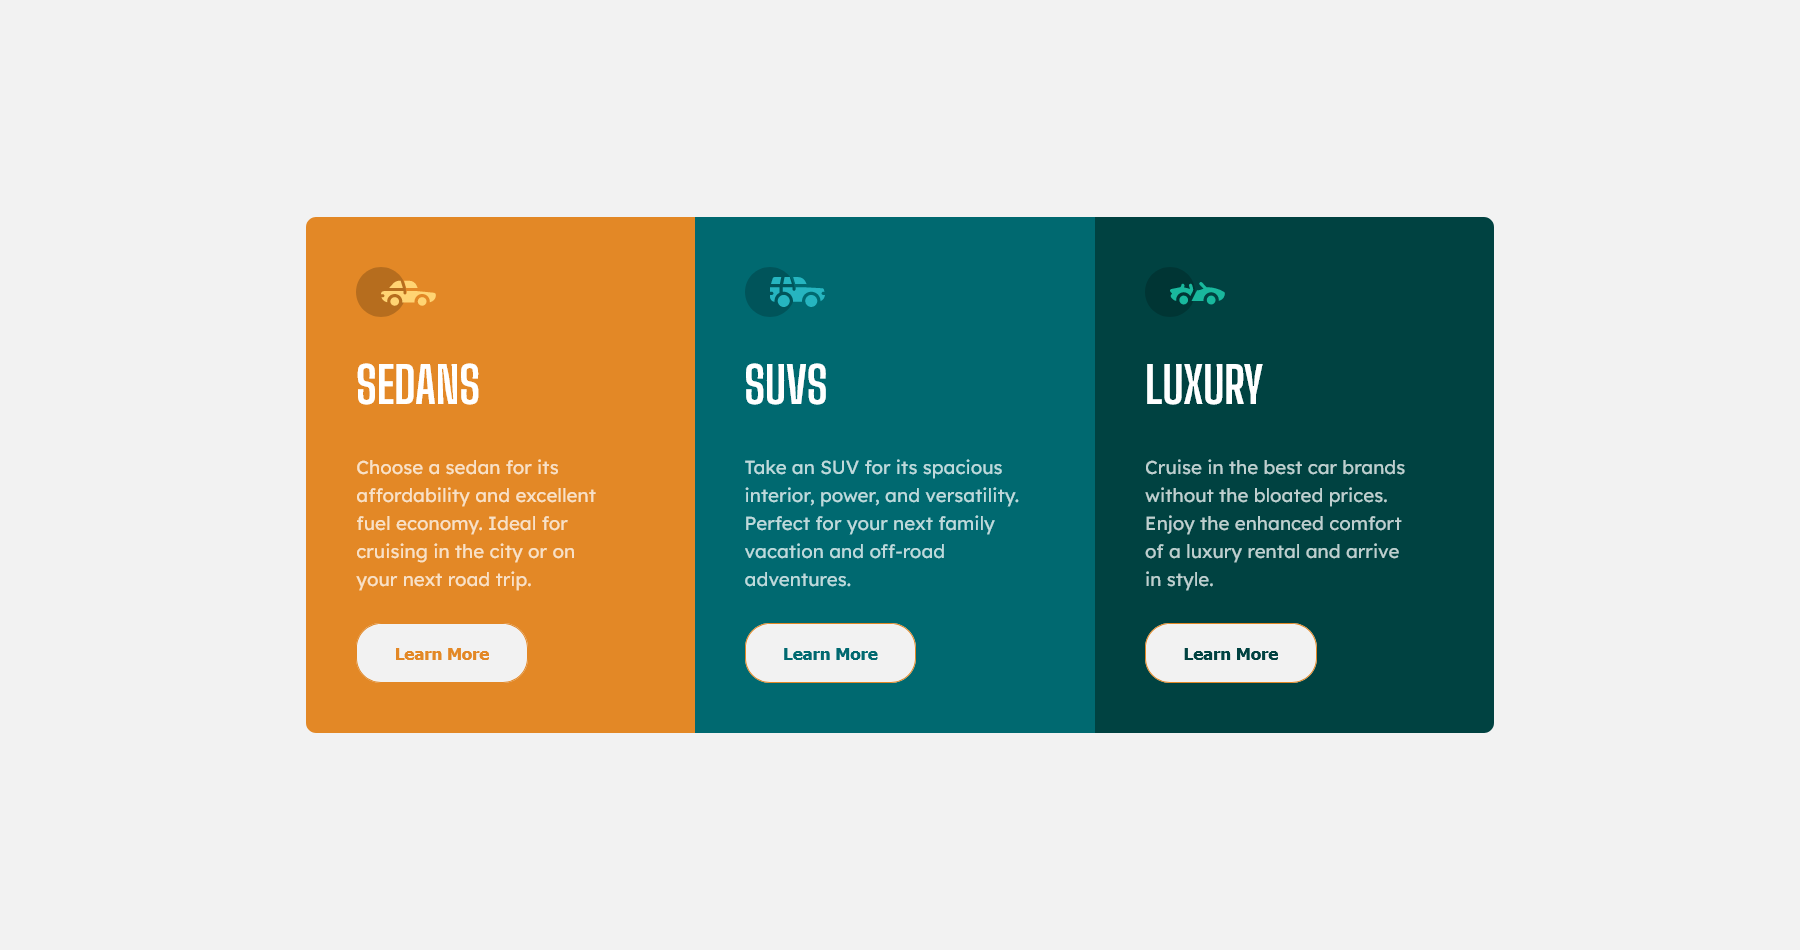 SEDANS
Choose a sedan for its
affordability and excellent
fuel economy. Ideal for
cruising in the city or on
your next road trip.
Learn More
SUVS
Take an SUV for its spacious
interior, power, and versatility.
Perfect for your next family
vacation and off-road
adventures.
Learn More
LUXURY
Cruise in the best car brands
without the bloated prices.
Enjoy the enhanced comfort
of a luxury rental and arrive
in style.
Learn More